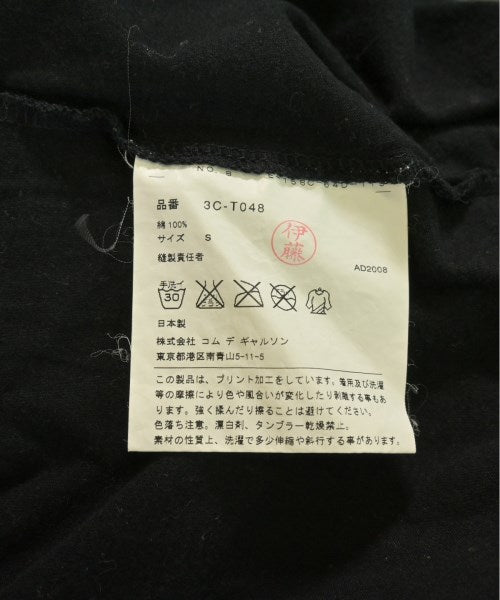 品番 3C-T048
綿 100%
サイズ S
縫製責任者
伊藤
AD2008
手洗イ
30
日本製
株式会社 コム デ ギャルソン
東京都港区南青山5-11-5
この製品は、プリント加工をしています。着用及び洗濯
等の摩擦により色や風合いが変化したり剥離する事もあ
ります。強く揉んだり擦ることは避けてください。
色落ち注意。漂白剤、タンブラー乾燥禁止。
素材の性質上、洗濯で多少伸縮や斜行する事があります。